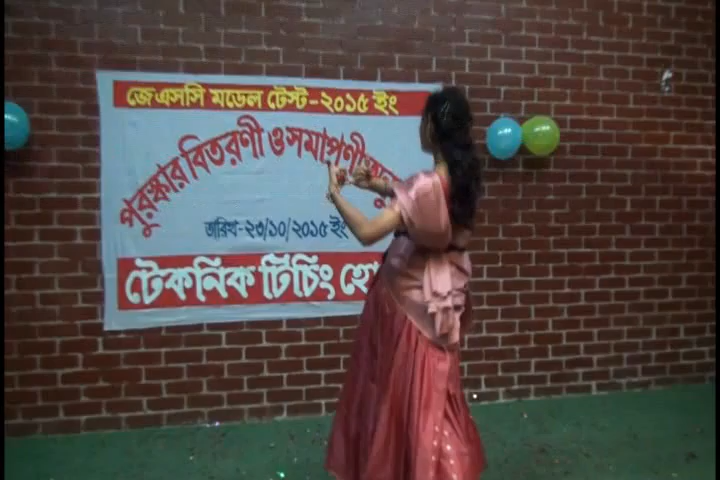 জেএসসি মডেল টেস্ট-২০১৫ ইং
পুরস্কার বিতরণী ও সমাপণী
তারিখ-২৩/১০/২০১৫ ইং
টেকনিক টিচিং হো